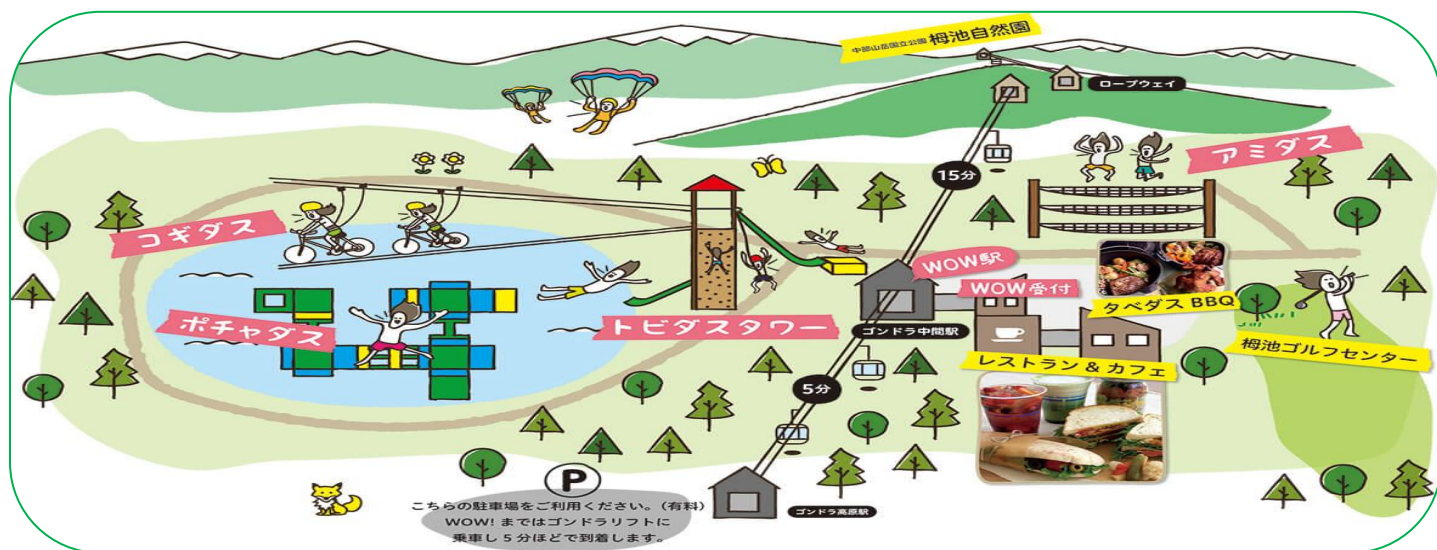 中部山岳国立公園 栂池自然園
ロープウェイ
アミダス
15分
コギダス
WOW駅
WOW受付
タベダス BBQ
ポチャダス
トビダスタワー
ゴンドラ中間駅
栂池ゴルフセンター
レストラン & カフェ
5分
P
こちらの駐車場をご利用ください。(有料)
WOW! まではゴンドラリフトに
乗車し 5 分ほどで到着します。
ゴンドラ高原駅